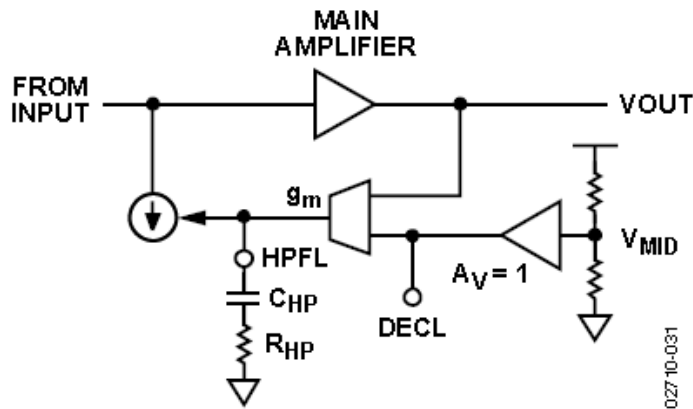 MAIN
AMPLIFIER
FROM
INPUT
VOUT
gm
VMID
HPFL
AV = 1
CHP
DECL
RHP
02710-031